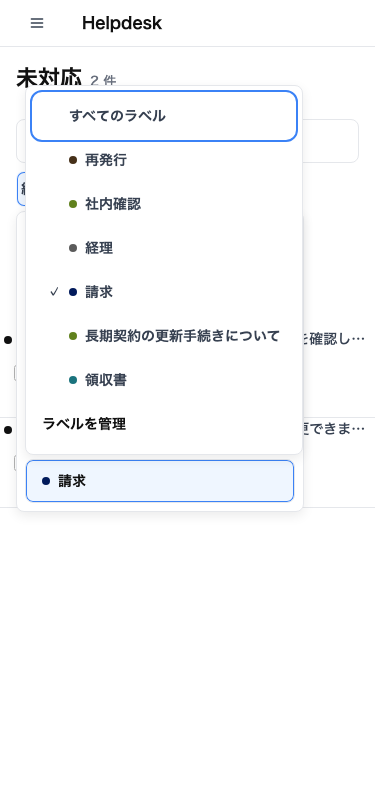 Helpdesk
未対応 2 件
すべてのラベル
再発行
社内確認
経理
✓ 請求
長期契約の更新手続きについて
を確認し…
領収書
ラベルを管理
更できま…
請求